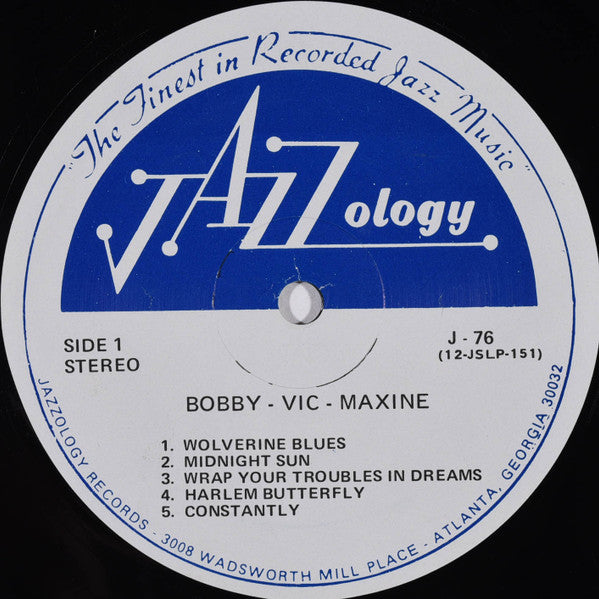 "The Finest in Recorded Jazz Music"
JAZZology
SIDE 1
STEREO
J - 76
(12-JSLP-151)
BOBBY - VIC - MAXINE
1. WOLVERINE BLUES
2. MIDNIGHT SUN
3. WRAP YOUR TROUBLES IN DREAMS
4. HARLEM BUTTERFLY
5. CONSTANTLY
JAZZOLOGY RECORDS - 3008 WADSWORTH MILL PLACE - ATLANTA, GEORGIA 30032